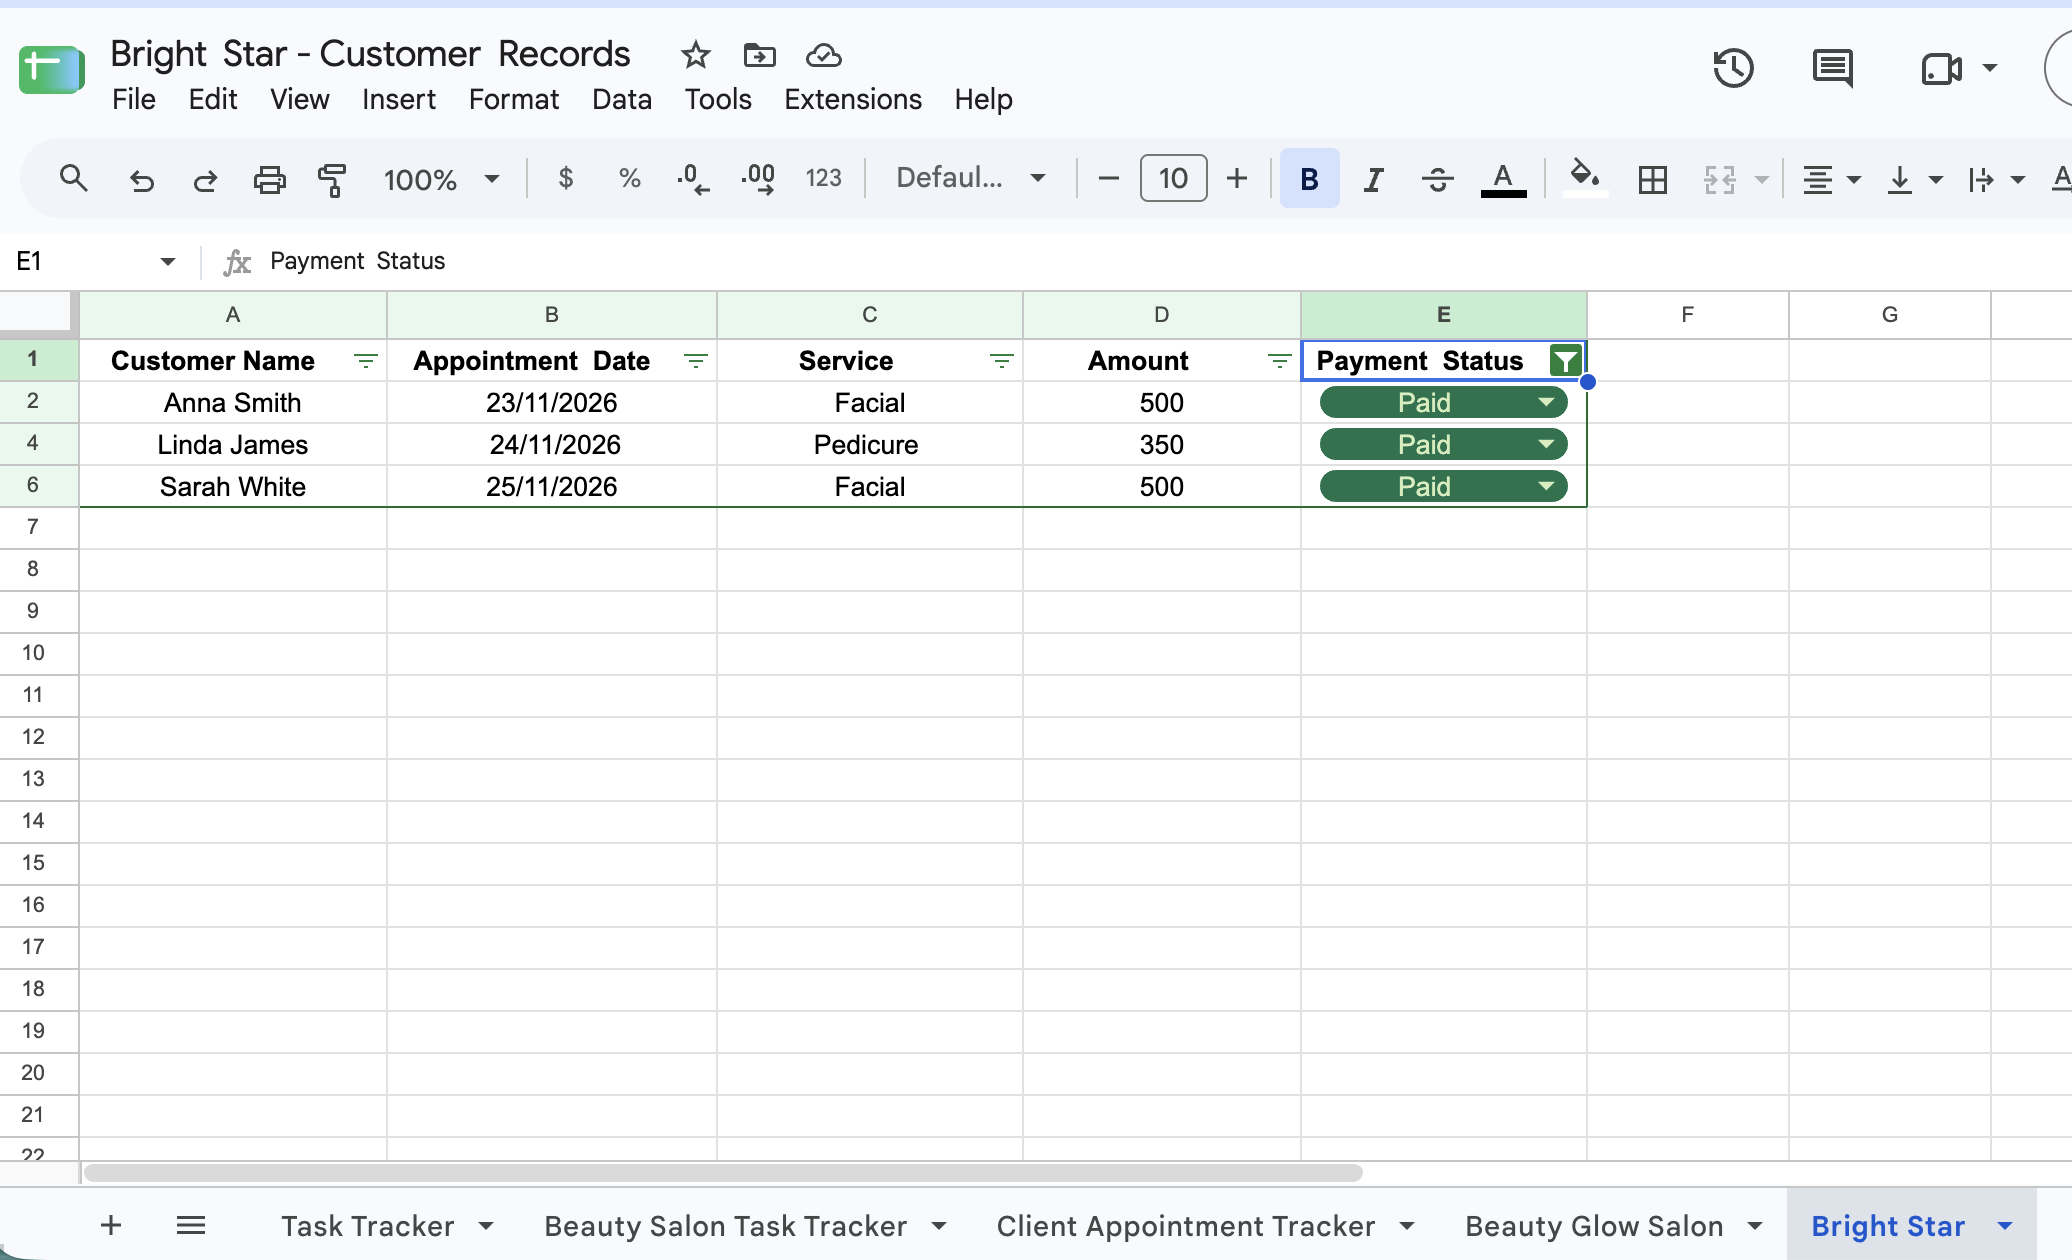 Bright Star - Customer Records
File Edit View Insert Format Data Tools Extensions Help
100% $ % .0 .00 123 Defaul... 10 B I S A
E1 fx Payment Status
A B C D E F G
1 Customer Name Appointment Date Service Amount Payment Status
2 Anna Smith 23/11/2026 Facial 500 Paid
4 Linda James 24/11/2026 Pedicure 350 Paid
6 Sarah White 25/11/2026 Facial 500 Paid
7
8
9
10
11
12
13
14
15
16
17
18
19
20
21
22
Task Tracker Beauty Salon Task Tracker Client Appointment Tracker Beauty Glow Salon Bright Star